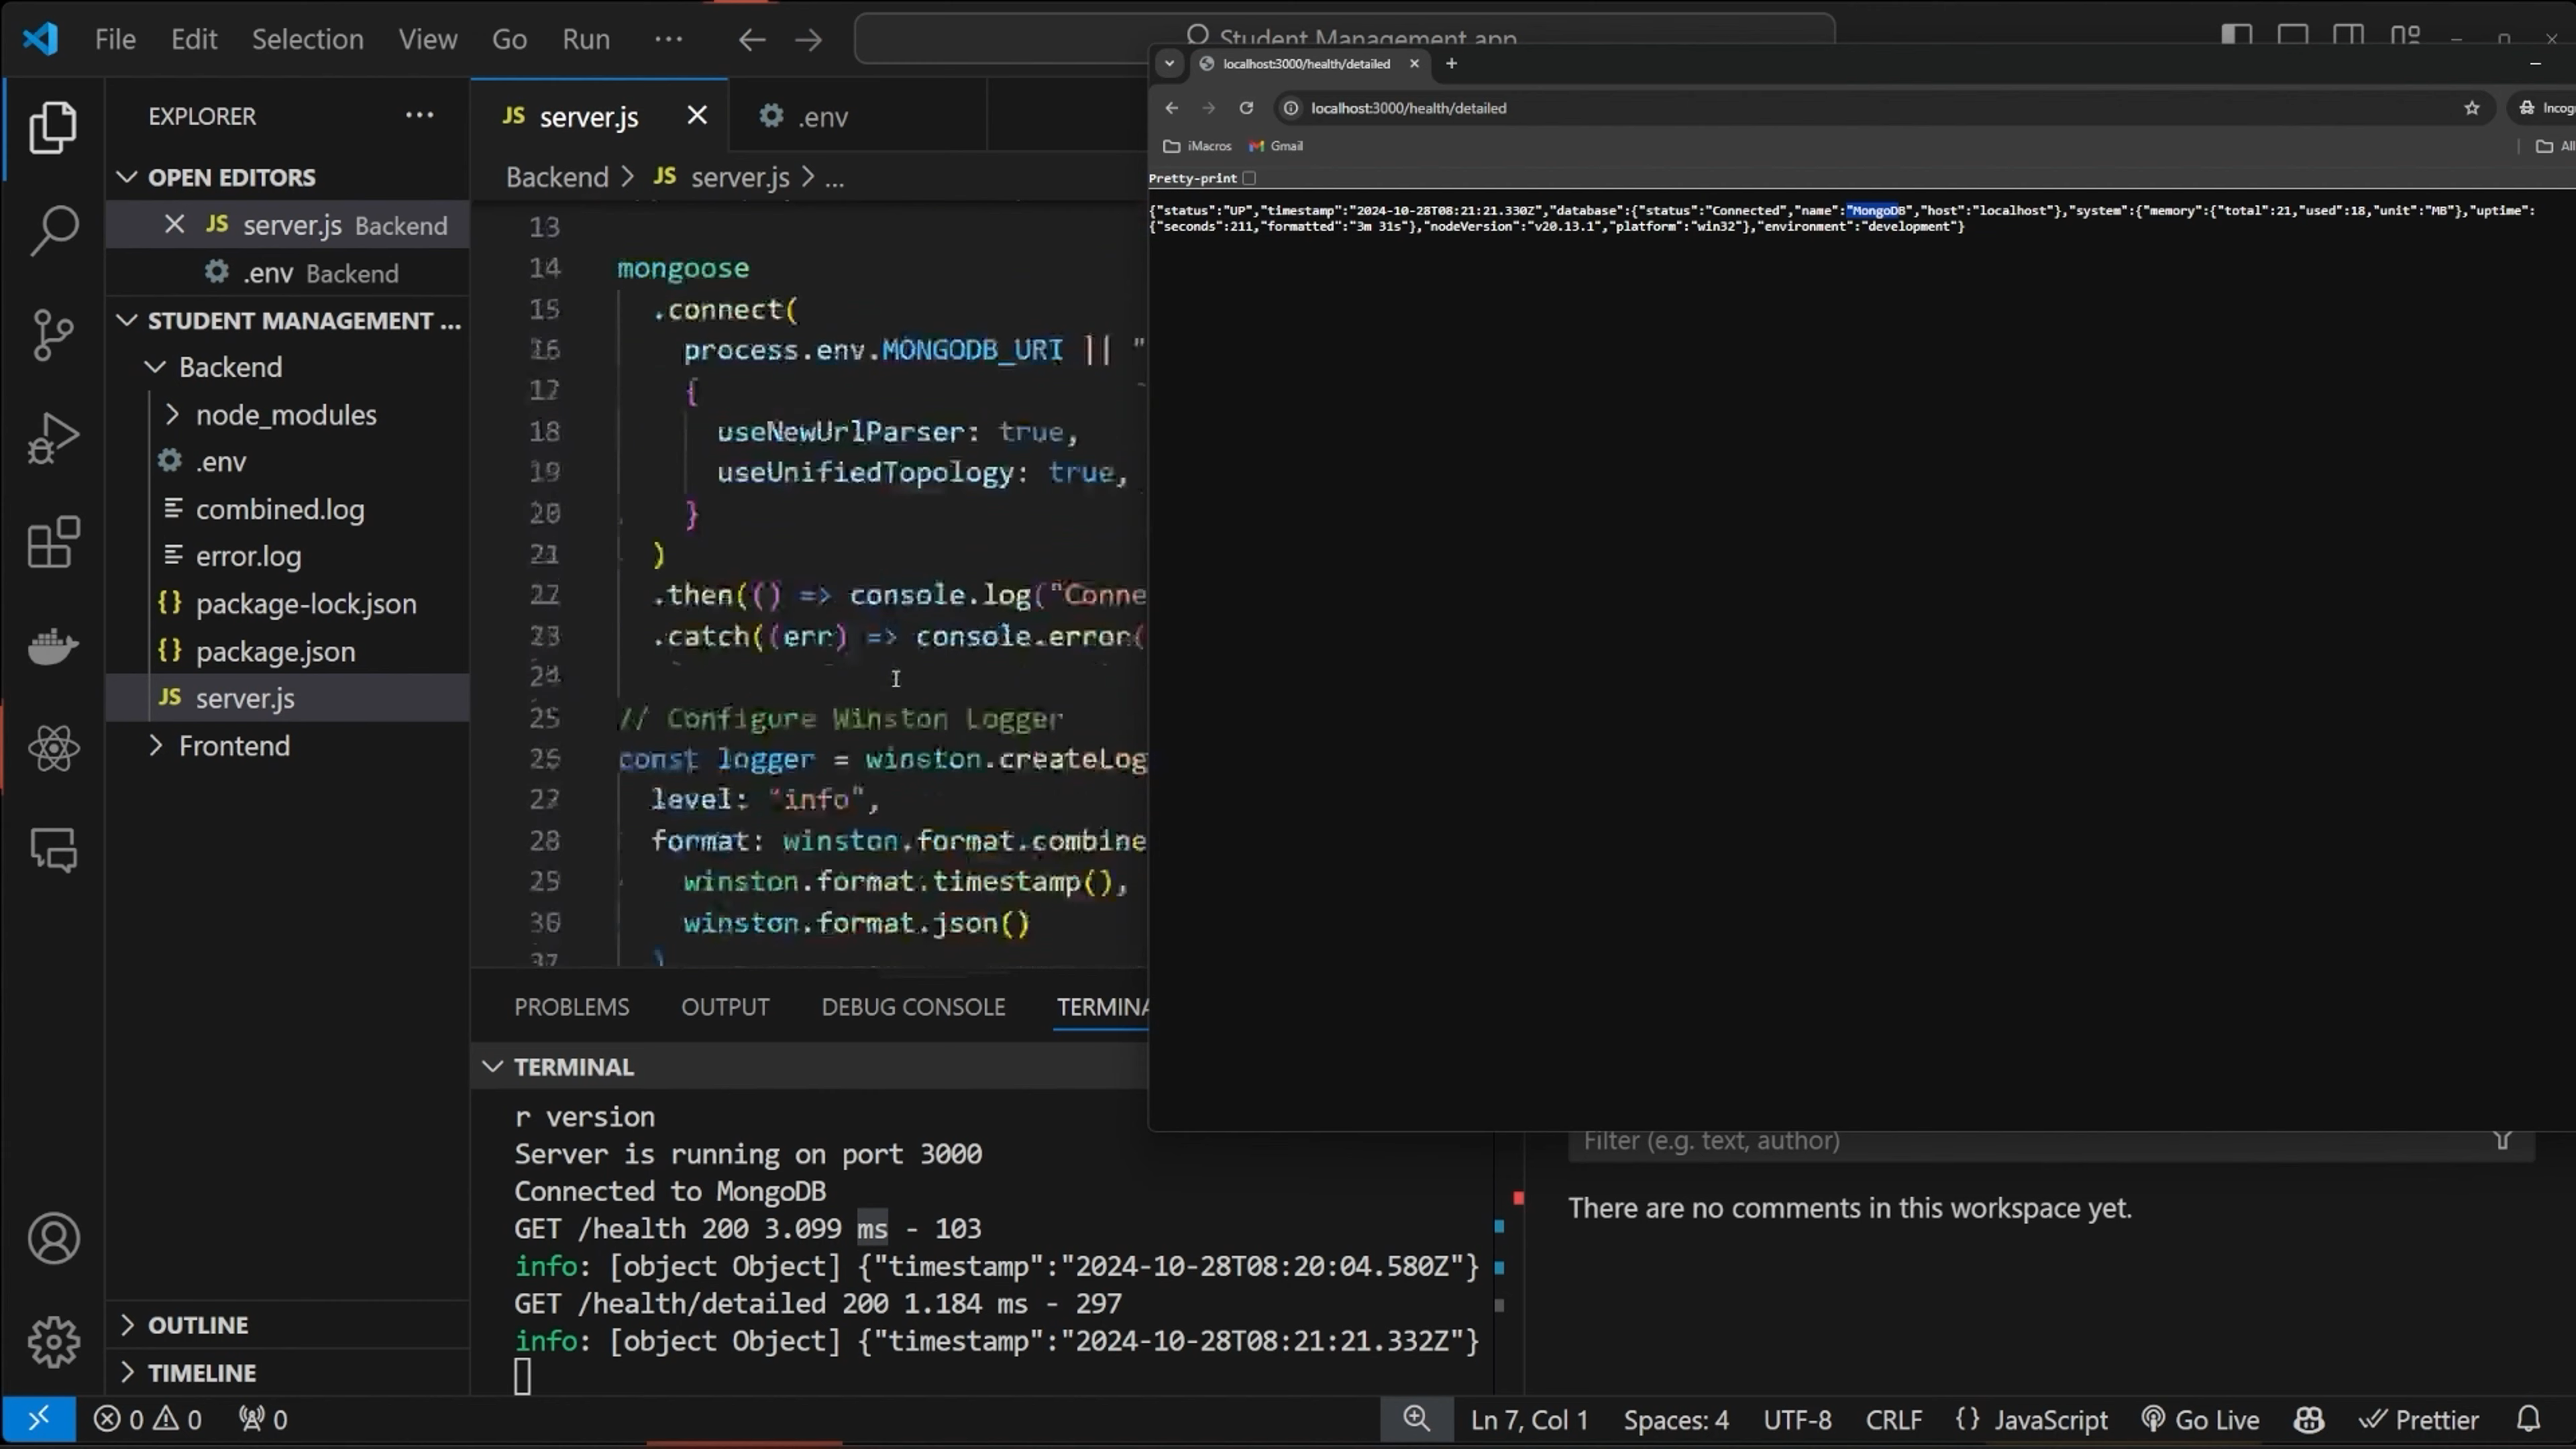 File Edit Selection View Go Run ···
Student Management app
EXPLORER ···
OPEN EDITORS
server.js Backend
.env Backend
STUDENT MANAGEMENT ...
Backend
node_modules
.env
combined.log
error.log
package-lock.json
package.json
JS server.js
Frontend
OUTLINE
TIMELINE
JS server.js
.env
Backend > JS server.js > ...
13
14 mongoose
15 .connect(
16 process.env.MONGODB_URI || "
17 {
18 useNewUrlParser: true,
19 useUnifiedTopology: true,
20 }
21 )
22 .then(() => console.log("Conne
23 .catch((err) => console.error(
24
25 // Configure Winston Logger
26 const logger = winston.createLog
27 level: "info",
28 format: winston.format.combine
29 winston.format.timestamp(),
30 winston.format.json()
)
PROBLEMS OUTPUT DEBUG CONSOLE TERMINA
TERMINAL
r version
Server is running on port 3000
Connected to MongoDB
GET /health 200 3.099 ms - 103
info: [object Object] {"timestamp":"2024-10-28T08:20:04.580Z"}
GET /health/detailed 200 1.184 ms - 297
info: [object Object] {"timestamp":"2024-10-28T08:21:21.332Z"}
localhost:3000/health/detailed
localhost:3000/health/detailed
Incog
iMacros Gmail
All
Pretty-print
{"status":"UP","timestamp":"2024-10-28T08:21:21.330Z","database":{"status":"Connected","name":"MongoDB","host":"localhost"},"system":{"memory":{"total":21,"used":18,"unit":"MB"},"uptime":
{"seconds":211,"formatted":"3m 31s"},"nodeVersion":"v20.13.1","platform":"win32"},"environment":"development"}
Filter (e.g. text, author)
There are no comments in this workspace yet.
0 0 0
Ln 7, Col 1 Spaces: 4 UTF-8 CRLF {} JavaScript Go Live Prettier